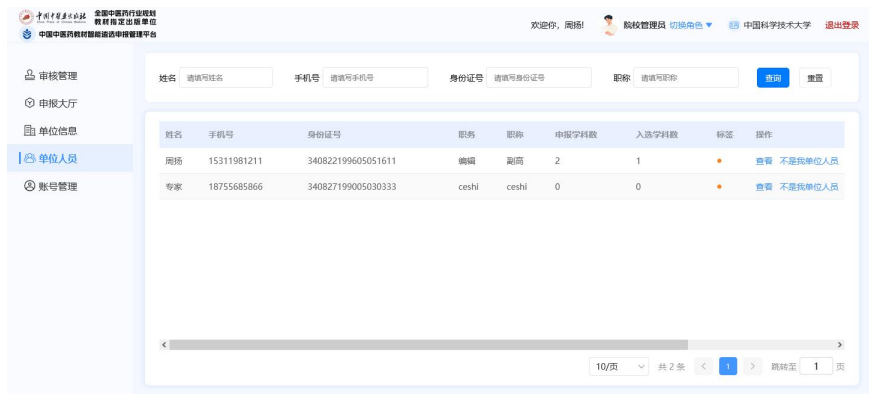 中国中医药出版社 全国中医药行业规划
教材指定出版单位
中国中医药教材智能遴选申报管理平台
欢迎你，周扬! 院校管理员 切换角色 中国科学技术大学 退出登录
审核管理
申报大厅
单位信息
单位人员
账号管理
姓名 请填写姓名 手机号 请填写手机号 身份证号 请填写身份证号 职称 请填写职称 查询 重置
姓名 手机号 身份证号 职务 职称 申报学科数 入选学科数 标签 操作
周扬 15311981211 340822199605051611 编辑 副高 2 1 查看 不是我单位人员
专家 18755685866 340827199005030333 ceshi ceshi 0 0 查看 不是我单位人员
10/页 共 2 条 1 跳转至 1 页